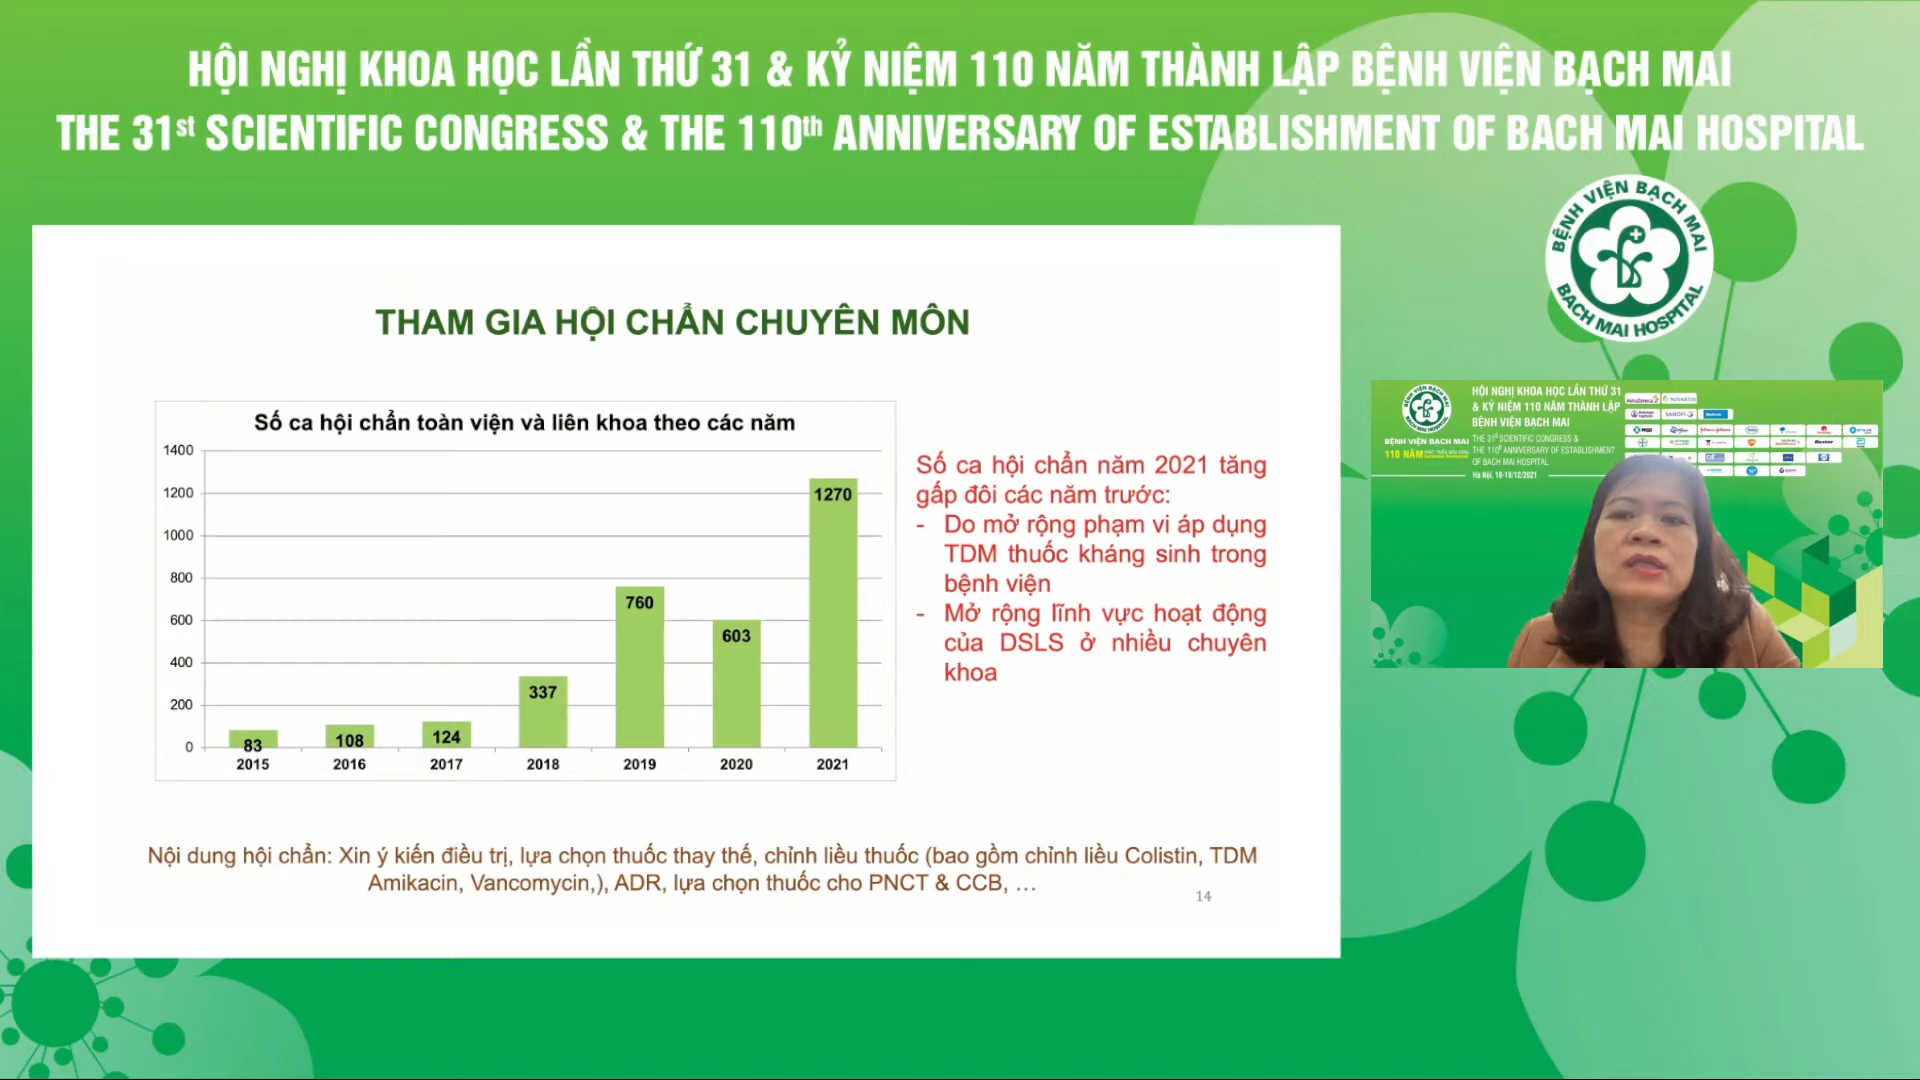 HỘI NGHỊ KHOA HỌC LẦN THỨ 31 & KỶ NIỆM 110 NĂM THÀNH LẬP BỆNH VIỆN BẠCH MAI
THE 31st SCIENTIFIC CONGRESS & THE 110th ANNIVERSARY OF ESTABLISHMENT OF BACH MAI HOSPITAL
BỆNH VIỆN BẠCH MAI
BACH MAI HOSPITAL
THAM GIA HỘI CHẨN CHUYÊN MÔN
Số ca hội chẩn toàn viện và liên khoa theo các năm
1400
1200
1000
800
600
400
200
0
83
108
124
337
760
603
1270
2015
2016
2017
2018
2019
2020
2021
Số ca hội chẩn năm 2021 tăng
gấp đôi các năm trước:
- Do mở rộng phạm vi áp dụng
TDM thuốc kháng sinh trong
bệnh viện
- Mở rộng lĩnh vực hoạt động
của DSLS ở nhiều chuyên
khoa
Nội dung hội chẩn: Xin ý kiến điều trị, lựa chọn thuốc thay thế, chỉnh liều thuốc (bao gồm chỉnh liều Colistin, TDM
Amikacin, Vancomycin,), ADR, lựa chọn thuốc cho PNCT & CCB, …
14
HỘI NGHỊ KHOA HỌC LẦN THỨ 31
& KỶ NIỆM 110 NĂM THÀNH LẬP
BỆNH VIỆN BẠCH MAI
THE 31st SCIENTIFIC CONGRESS &
THE 110th ANNIVERSARY OF ESTABLISHMENT
OF BACH MAI HOSPITAL
Hà Nội, 18-19/12/2021
BỆNH VIỆN BẠCH MAI
110 NĂM
NOVARTIS
SANOFI
MSD
Pfizer
Baxter